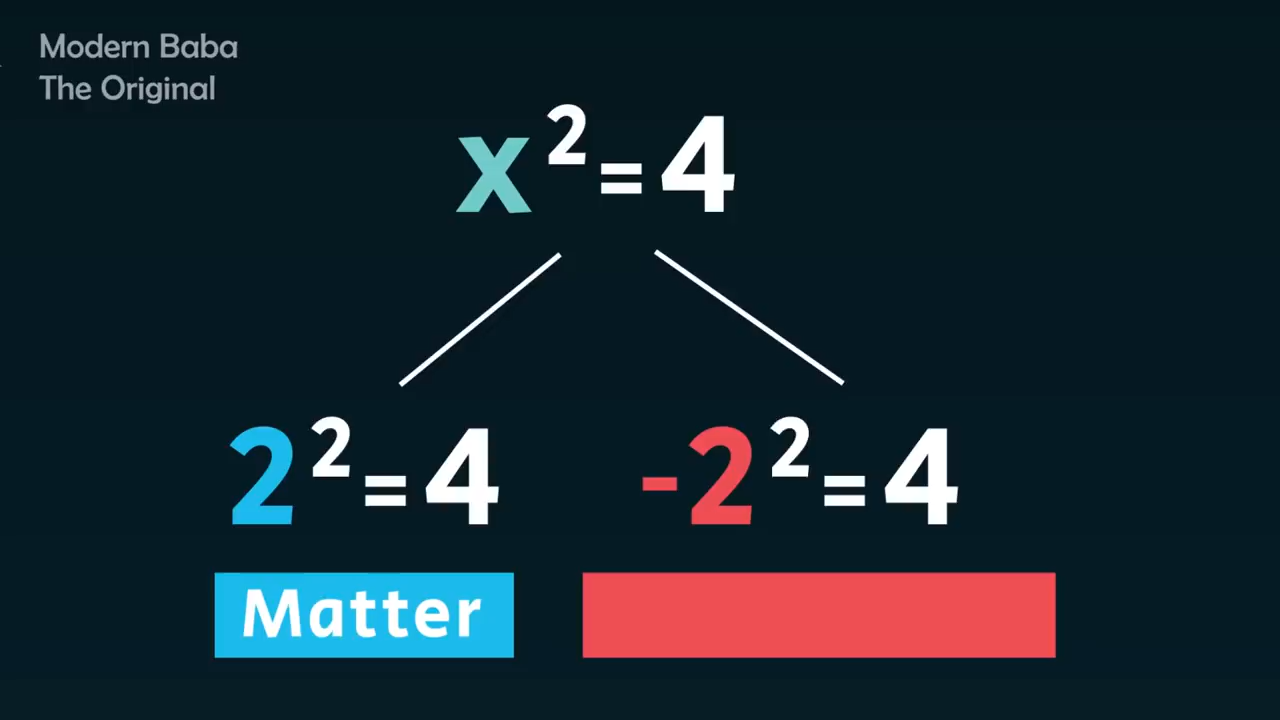 Modern Baba
The Original
x² = 4
2² = 4
-2² = 4
Matter